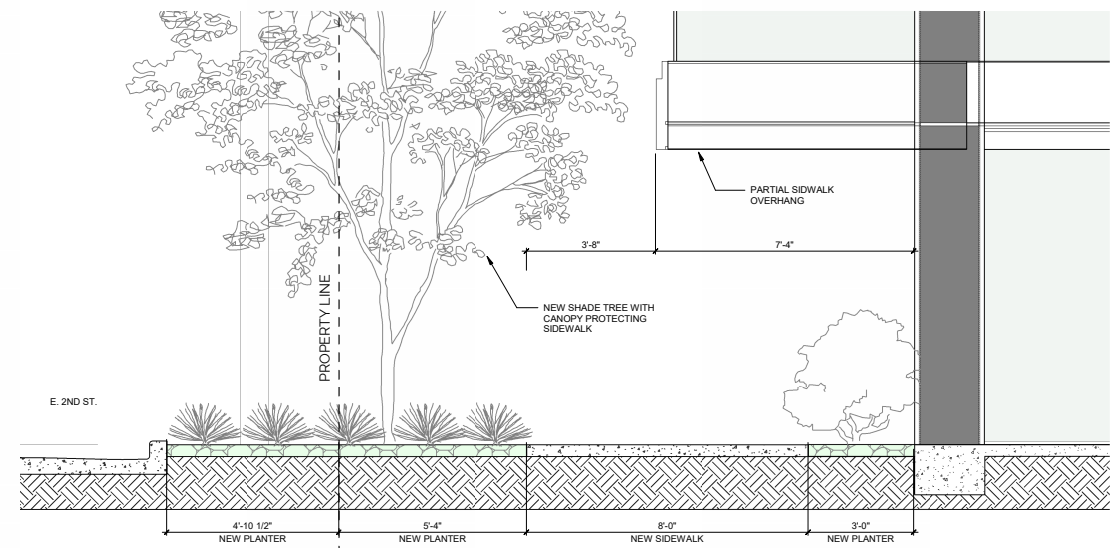 PARTIAL SIDWALK
OVERHANG
3'-8"
7'-4"
PROPERTY LINE
NEW SHADE TREE WITH
CANOPY PROTECTING
SIDEWALK
E. 2ND ST.
4'-10 1/2"
NEW PLANTER
5'-4"
NEW PLANTER
8'-0"
NEW SIDEWALK
3'-0"
NEW PLANTER